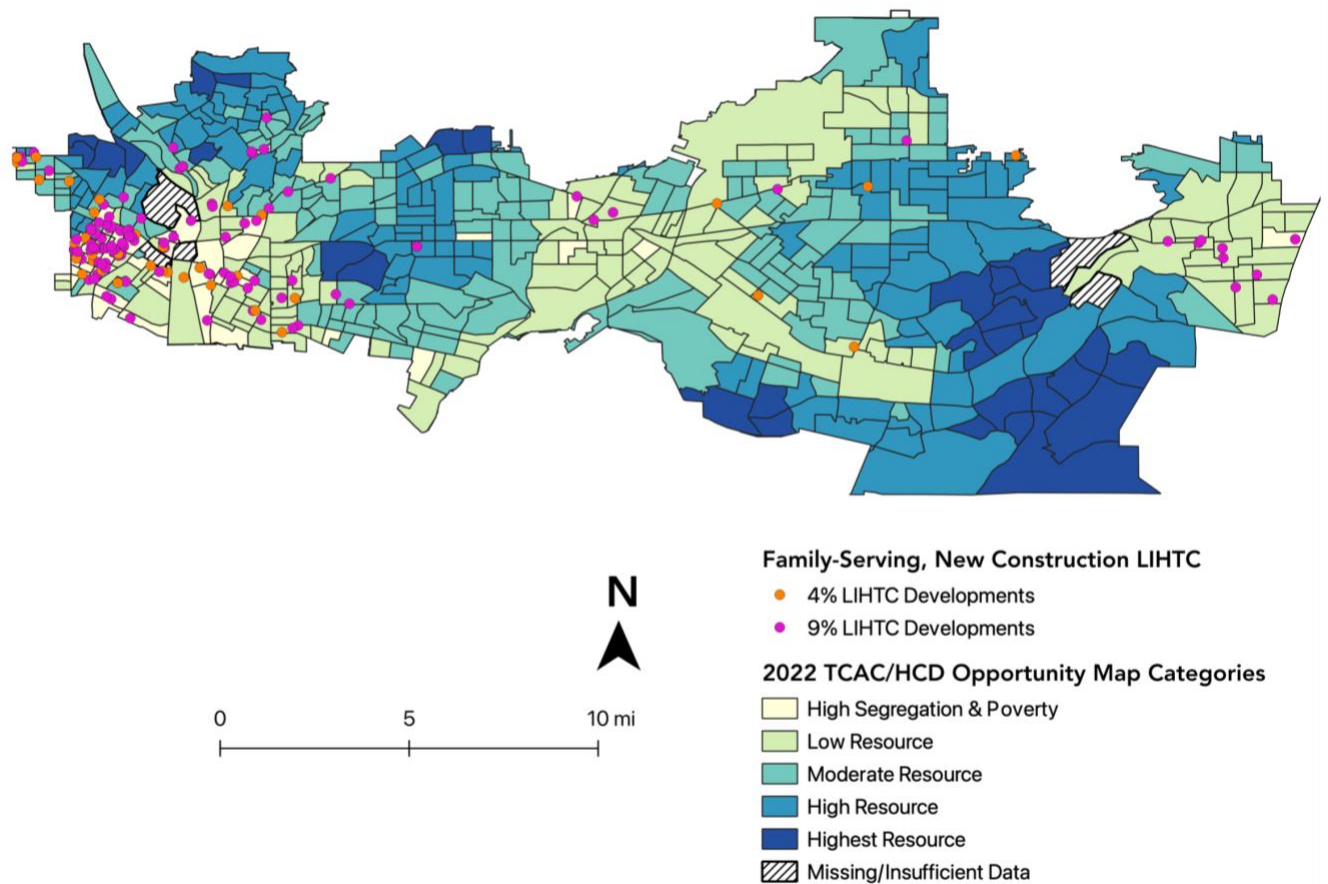 N
0 5 10 mi
Family-Serving, New Construction LIHTC
4% LIHTC Developments
9% LIHTC Developments
2022 TCAC/HCD Opportunity Map Categories
High Segregation & Poverty
Low Resource
Moderate Resource
High Resource
Highest Resource
Missing/Insufficient Data